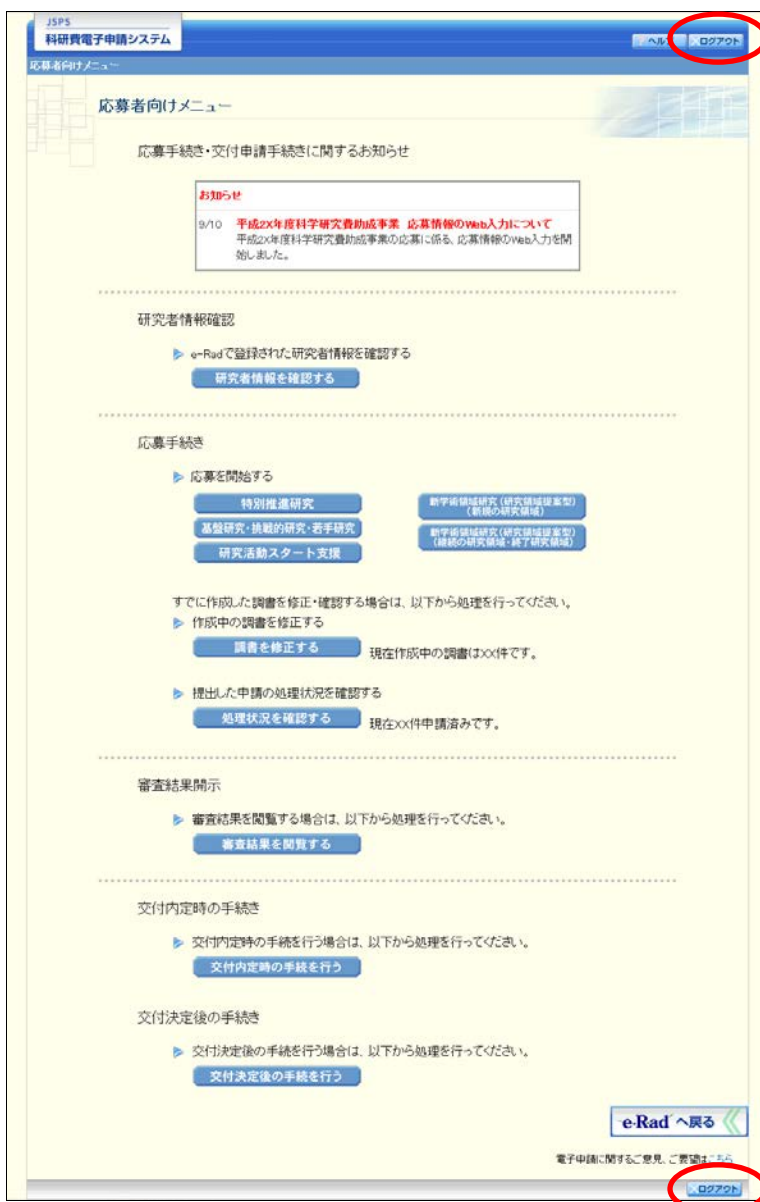 JSPS
科研費電子申請システム
ヘルプ
ログアウト
応募者向けメニュー
応募者向けメニュー
応募手続き・交付申請手続きに関するお知らせ
お知らせ
9/10 平成2X年度科学研究費助成事業 応募情報のWeb入力について
平成2X年度科学研究費助成事業の応募に係る、応募情報のWeb入力を開
始しました。
研究者情報確認
e-Radで登録された研究者情報を確認する
研究者情報を確認する
応募手続き
応募を開始する
特別推進研究
新学術領域研究(研究領域提案型)
(新規の研究領域)
基盤研究・挑戦的研究・若手研究
新学術領域研究(研究領域提案型)
(継続の研究領域・終了研究領域)
研究活動スタート支援
すでに作成した調書を修正・確認する場合は、以下から処理を行ってください。
作成中の調書を修正する
調書を修正する 現在作成中の調書はXX件です。
提出した申請の処理状況を確認する
処理状況を確認する 現在XX件申請済みです。
審査結果開示
審査結果を閲覧する場合は、以下から処理を行ってください。
審査結果を閲覧する
交付内定時の手続き
交付内定時の手続を行う場合は、以下から処理を行ってください。
交付内定時の手続を行う
交付決定後の手続き
交付決定後の手続を行う場合は、以下から処理を行ってください。
交付決定後の手続を行う
e-Rad へ戻る
電子申請に関するご意見、ご要望はこちら
ログアウト